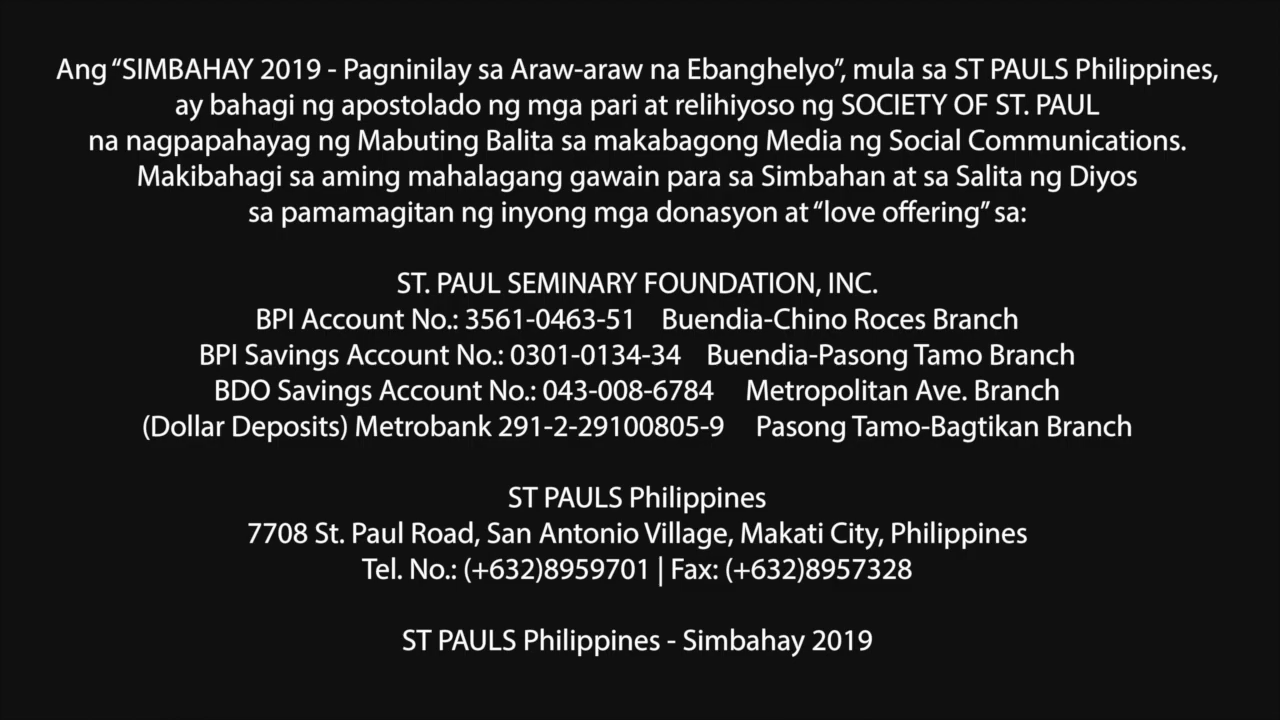 Ang “SIMBAHAY 2019 - Pagninilay sa Araw-araw na Ebanghelyo”, mula sa ST PAULS Philippines,
ay bahagi ng apostolado ng mga pari at relihiyoso ng SOCIETY OF ST. PAUL
na nagpapahayag ng Mabuting Balita sa makabagong Media ng Social Communications.
Makibahagi sa aming mahalagang gawain para sa Simbahan at sa Salita ng Diyos
sa pamamagitan ng inyong mga donasyon at “love offering” sa:
ST. PAUL SEMINARY FOUNDATION, INC.
BPI Account No.: 3561-0463-51 Buendia-Chino Roces Branch
BPI Savings Account No.: 0301-0134-34 Buendia-Pasong Tamo Branch
BDO Savings Account No.: 043-008-6784 Metropolitan Ave. Branch
(Dollar Deposits) Metrobank 291-2-29100805-9 Pasong Tamo-Bagtikan Branch
ST PAULS Philippines
7708 St. Paul Road, San Antonio Village, Makati City, Philippines
Tel. No.: (+632)8959701 | Fax: (+632)8957328
ST PAULS Philippines - Simbahay 2019